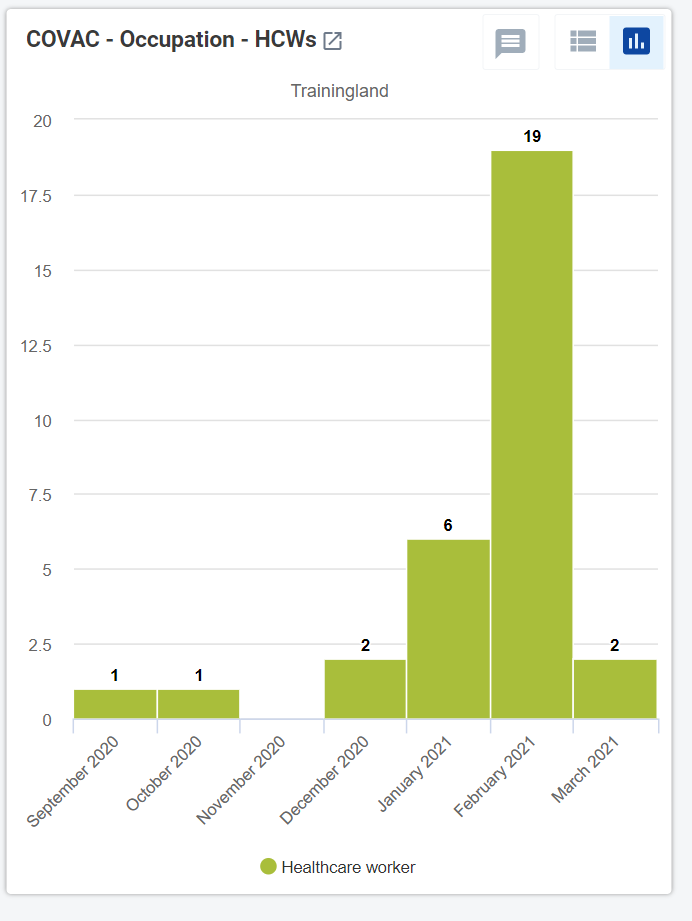 COVAC - Occupation - HCWs
Trainingland
20
17.5
15
12.5
10
7.5
5
2.5
0
1
1
2
6
19
2
September 2020
October 2020
November 2020
December 2020
January 2021
February 2021
March 2021
Healthcare worker